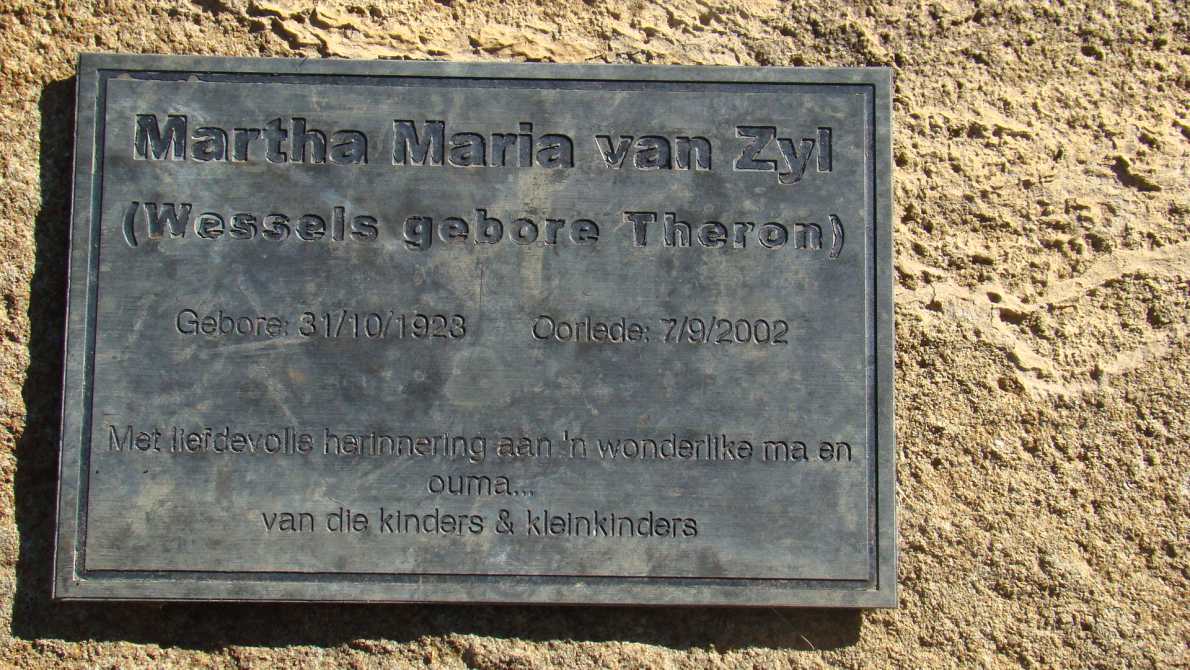 Martha Maria van Zyl
(Wessels gebore Theron)
Gebore: 31/10/1923 Oorlede: 7/9/2002
Met liefdevolle herinnering aan 'n wonderlike ma en
ouma...
van die kinders & kleinkinders